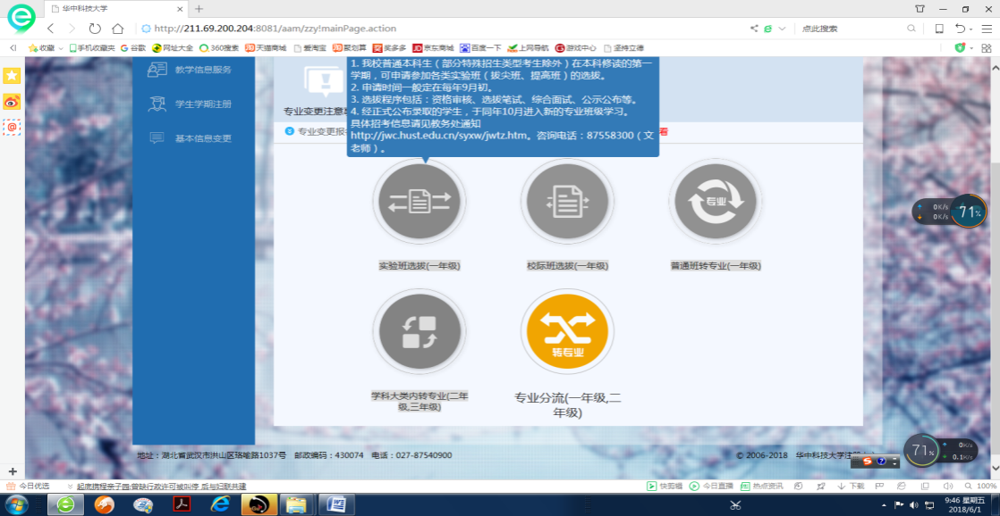 华中科技大学
http://211.69.200.204:8081/aam/zzy!mainPage.action
点此搜索
收藏 手机收藏夹 谷歌 网址大全 360搜索 天猫商城 爱淘宝 聚划算 奖多多 京东商城 百度一下 上网导航 游戏中心 坚持立德
教学信息服务
学生学期注册
基本信息变更
专业变更注意事
专业变更报
看
1. 我校普通本科生（部分特殊招生类型考生除外）在本科修读的第一
学期，可申请参加各类实验班（拔尖班、提高班）的选拔。
2. 申请时间一般定在每年9月初。
3. 选拔程序包括：资格审核、选拔笔试、综合面试、公示公布等。
4. 经正式公布录取的学生，于同年10月进入新的专业班级学习。
具体招考信息请见教务处通知
http://jwc.hust.edu.cn/syxw/jwtz.htm。咨询电话：87558300（文
老师）。
专业
实验班选拔(一年级)
校际班选拔(一年级)
普通班转专业(一年级)
转专业
学科大类内转专业(二年
级,三年级)
专业分流(一年级,二
年级)
0K/s
0K/s
71%
71%
0K/s
0.1K/s
地址：湖北省武汉市洪山区珞喻路1037号 邮政编码：430074 电话：027-87540900
© 2006-2018 华中科技大学注册
今日优选
起底携程亲子园:曾缺行政许可被叫停 后与妇联共建
快剪辑 今日直播 热点资讯 下载 100%
9:46 星期五
2018/6/1